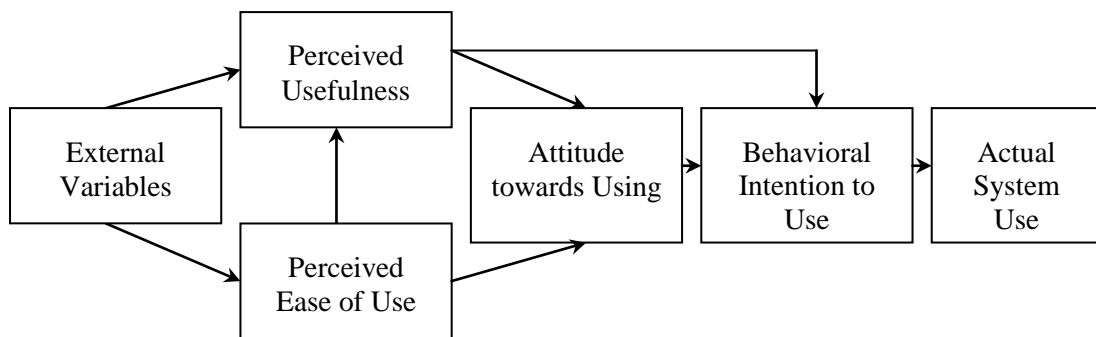 Perceived
Usefulness
External
Variables
Attitude
towards Using
Behavioral
Intention to
Use
Actual
System
Use
Perceived
Ease of Use